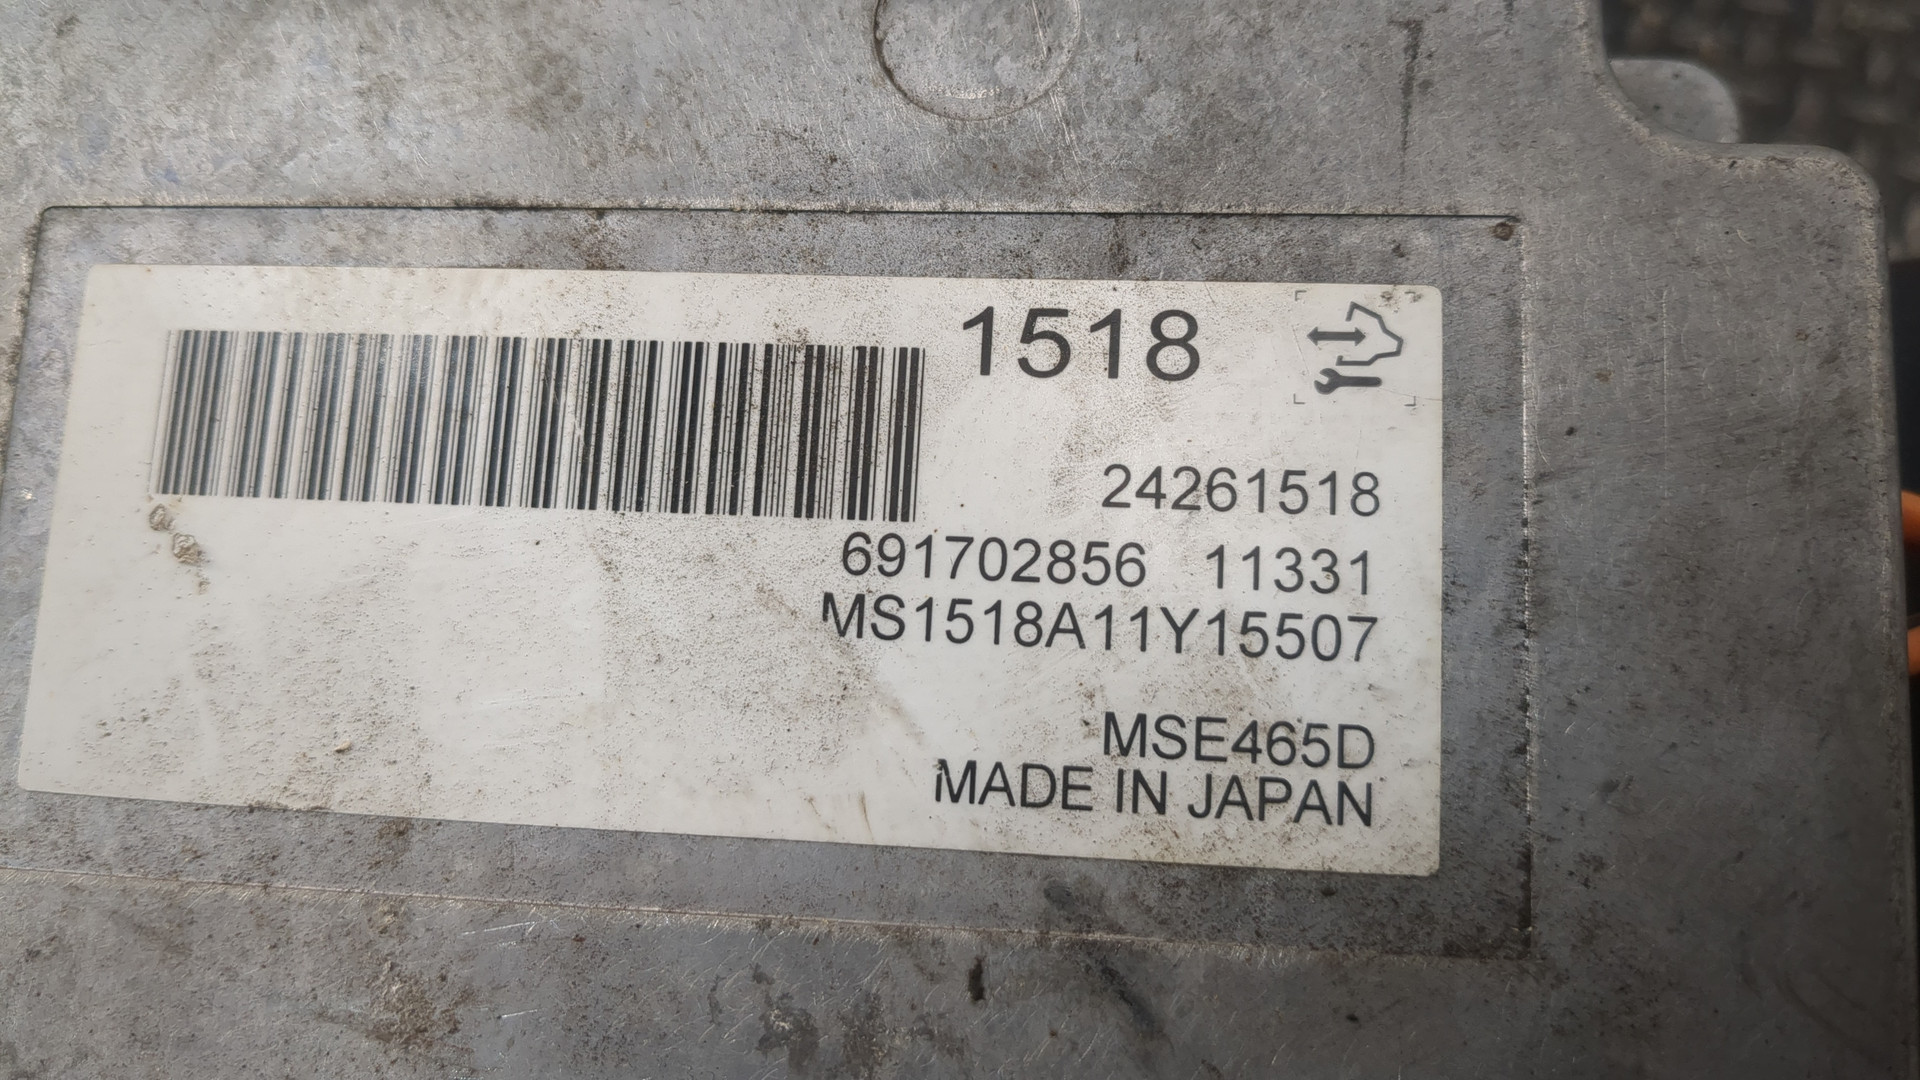 1518
24261518
691702856 11331
MS1518A11Y15507
MSE465D
MADE IN JAPAN